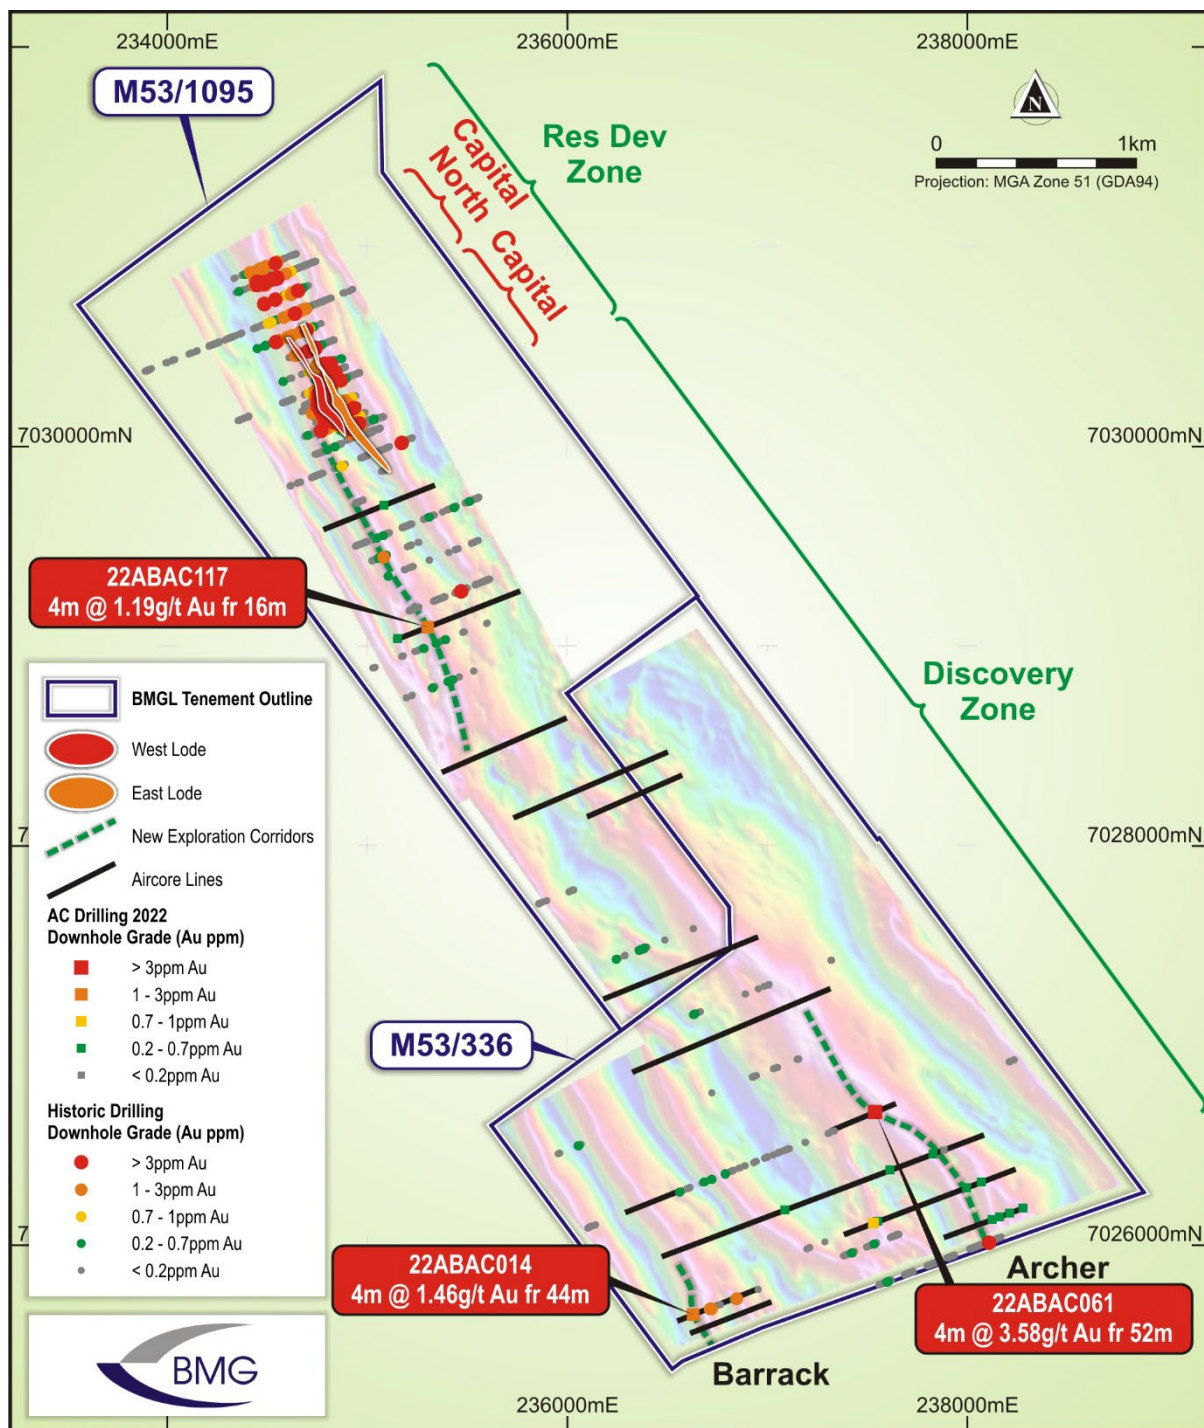 234000mE
236000mE
238000mE
M53/1095
Res Dev
Zone
Capital
North
Capital
N
0
1km
Projection: MGA Zone 51 (GDA94)
7030000mN
7030000mN
22ABAC117
4m @ 1.19g/t Au fr 16m
Discovery
Zone
BMGL Tenement Outline
West Lode
East Lode
New Exploration Corridors
Aircore Lines
AC Drilling 2022
Downhole Grade (Au ppm)
> 3ppm Au
1 - 3ppm Au
0.7 - 1ppm Au
0.2 - 0.7ppm Au
< 0.2ppm Au
Historic Drilling
Downhole Grade (Au ppm)
> 3ppm Au
1 - 3ppm Au
0.7 - 1ppm Au
0.2 - 0.7ppm Au
< 0.2ppm Au
BMG
7
7028000mN
M53/336
7
7026000mN
22ABAC014
4m @ 1.46g/t Au fr 44m
Archer
22ABAC061
4m @ 3.58g/t Au fr 52m
Barrack
236000mE
238000mE